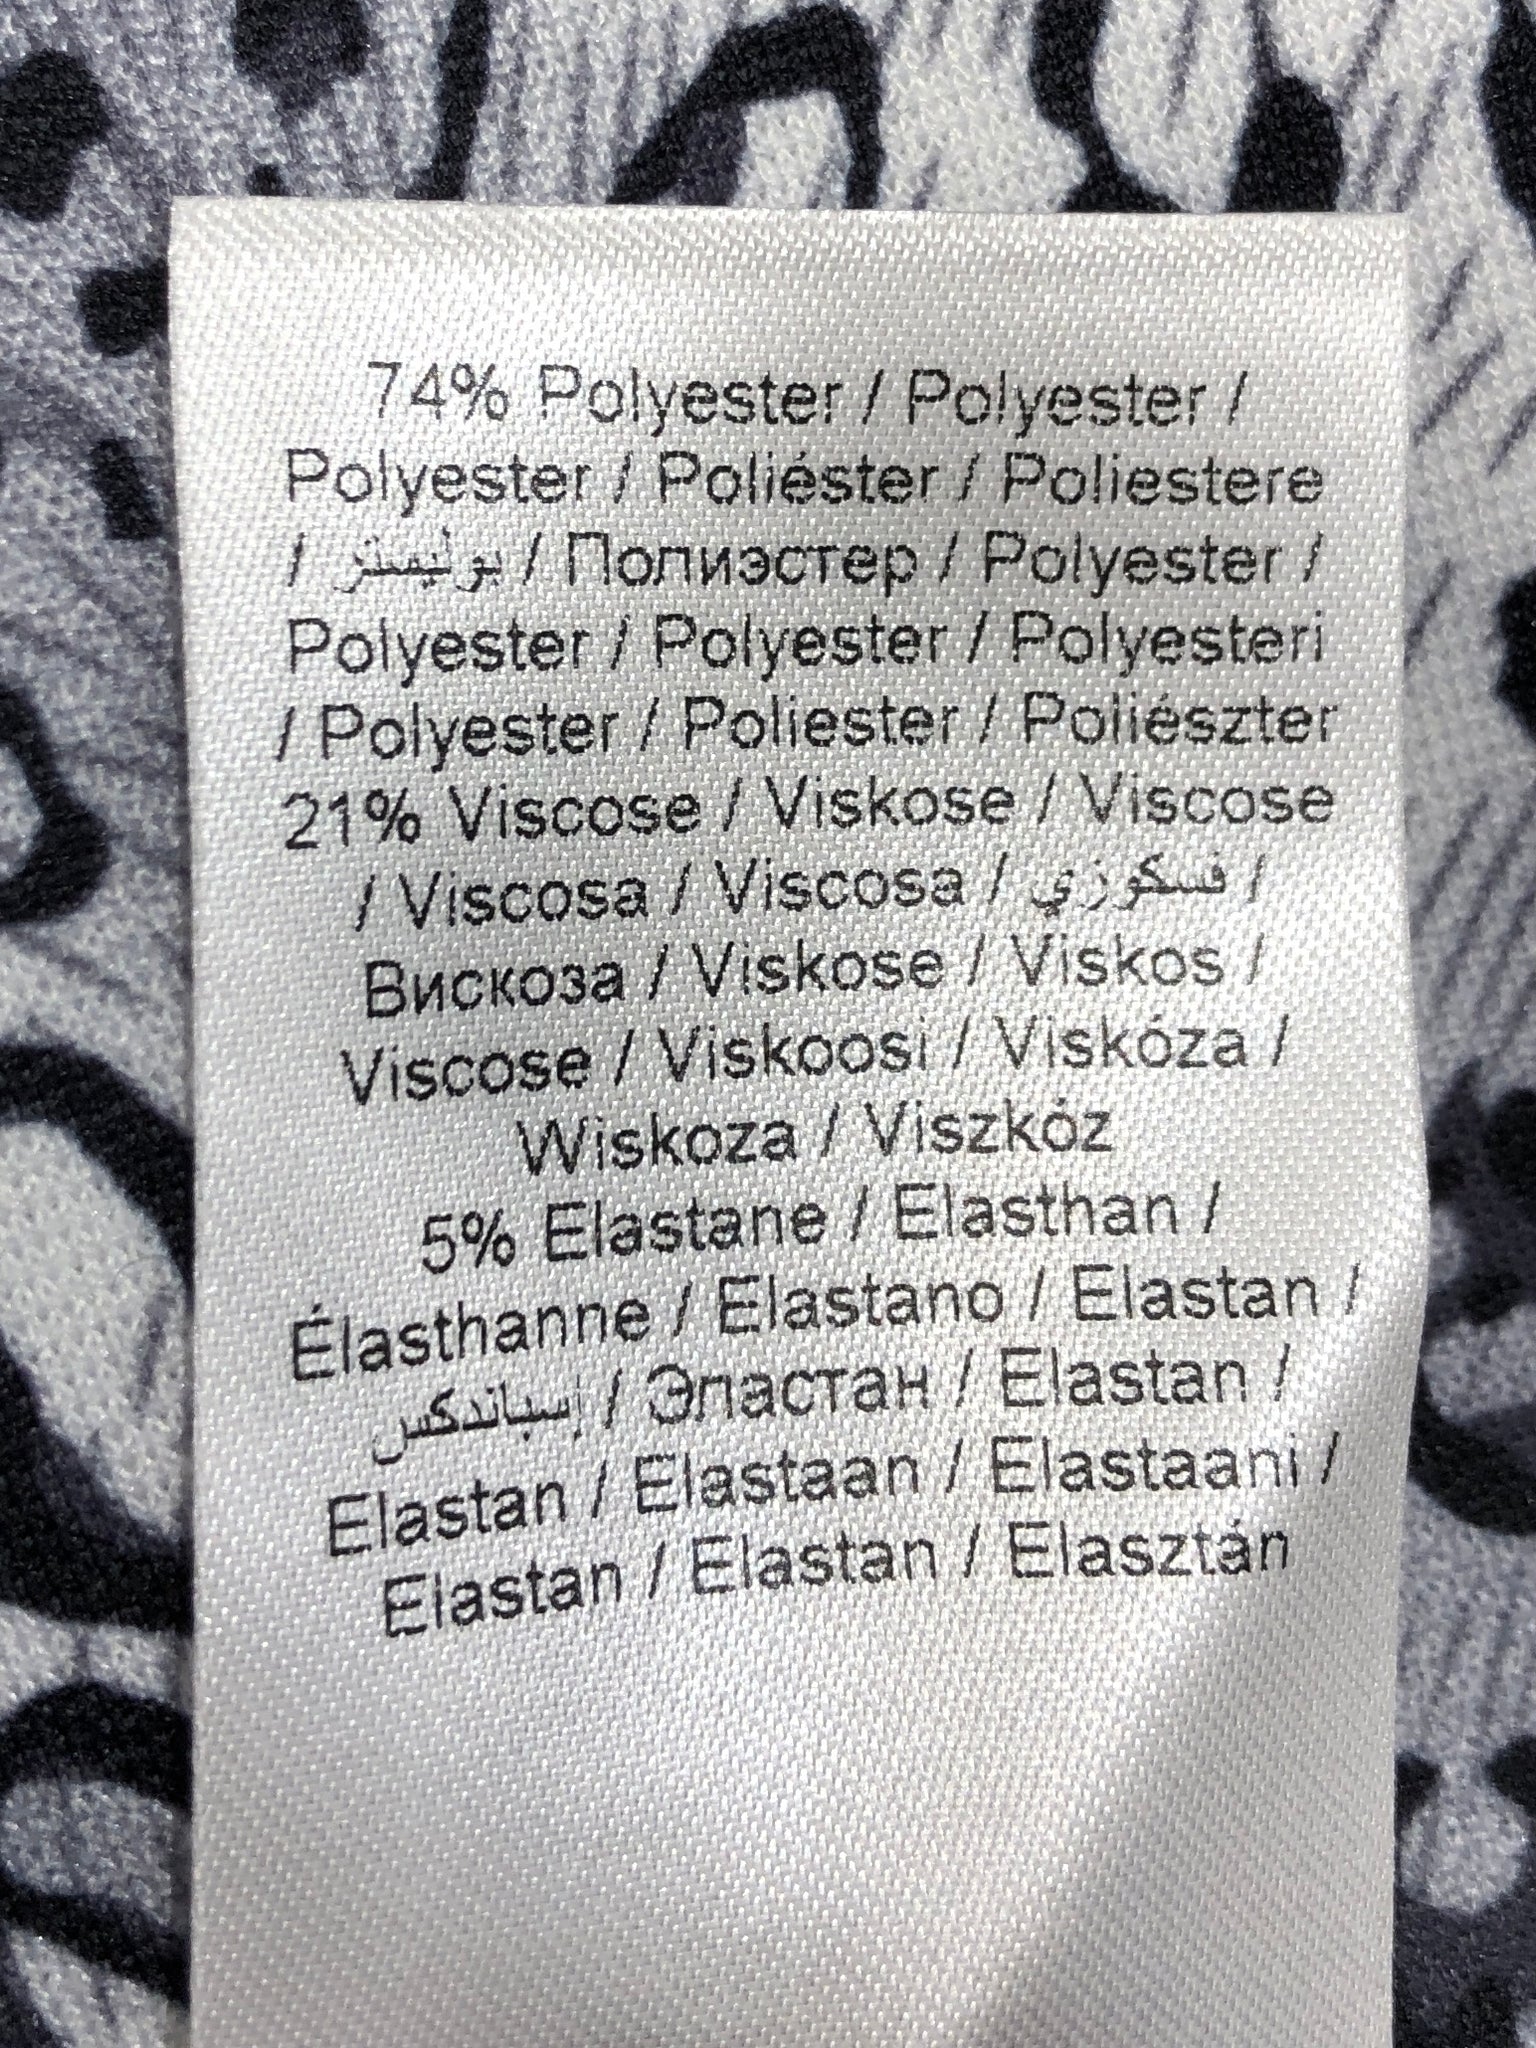 74% Polyester / Polyester /
Polyester / Poliéster / Poliestere
/ بوليستر / Полиэстер / Polyester /
Polyester / Polyester / Polyesteri
/ Polyester / Poliester / Poliészter
21% Viscose / Viskose / Viscose
/ Viscosa / Viscosa / فسكوزي /
Вискоза / Viskose / Viskos /
Viscose / Viskoosi / Viskóza /
Wiskoza / Viszkóz
5% Elastane / Elasthan /
Élasthanne / Elastano / Elastan /
إسباندكس / Эластан / Elastan /
Elastan / Elastaan / Elastaani /
Elastan / Elastan / Elasztán